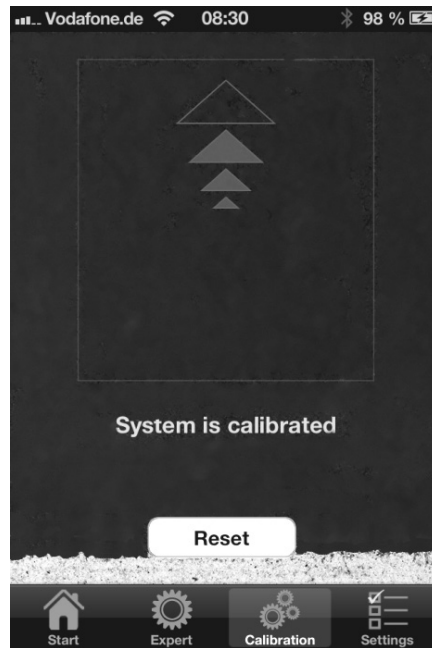 Vodafone.de 08:30 98 %
System is calibrated
Reset
Start Expert Calibration Settings